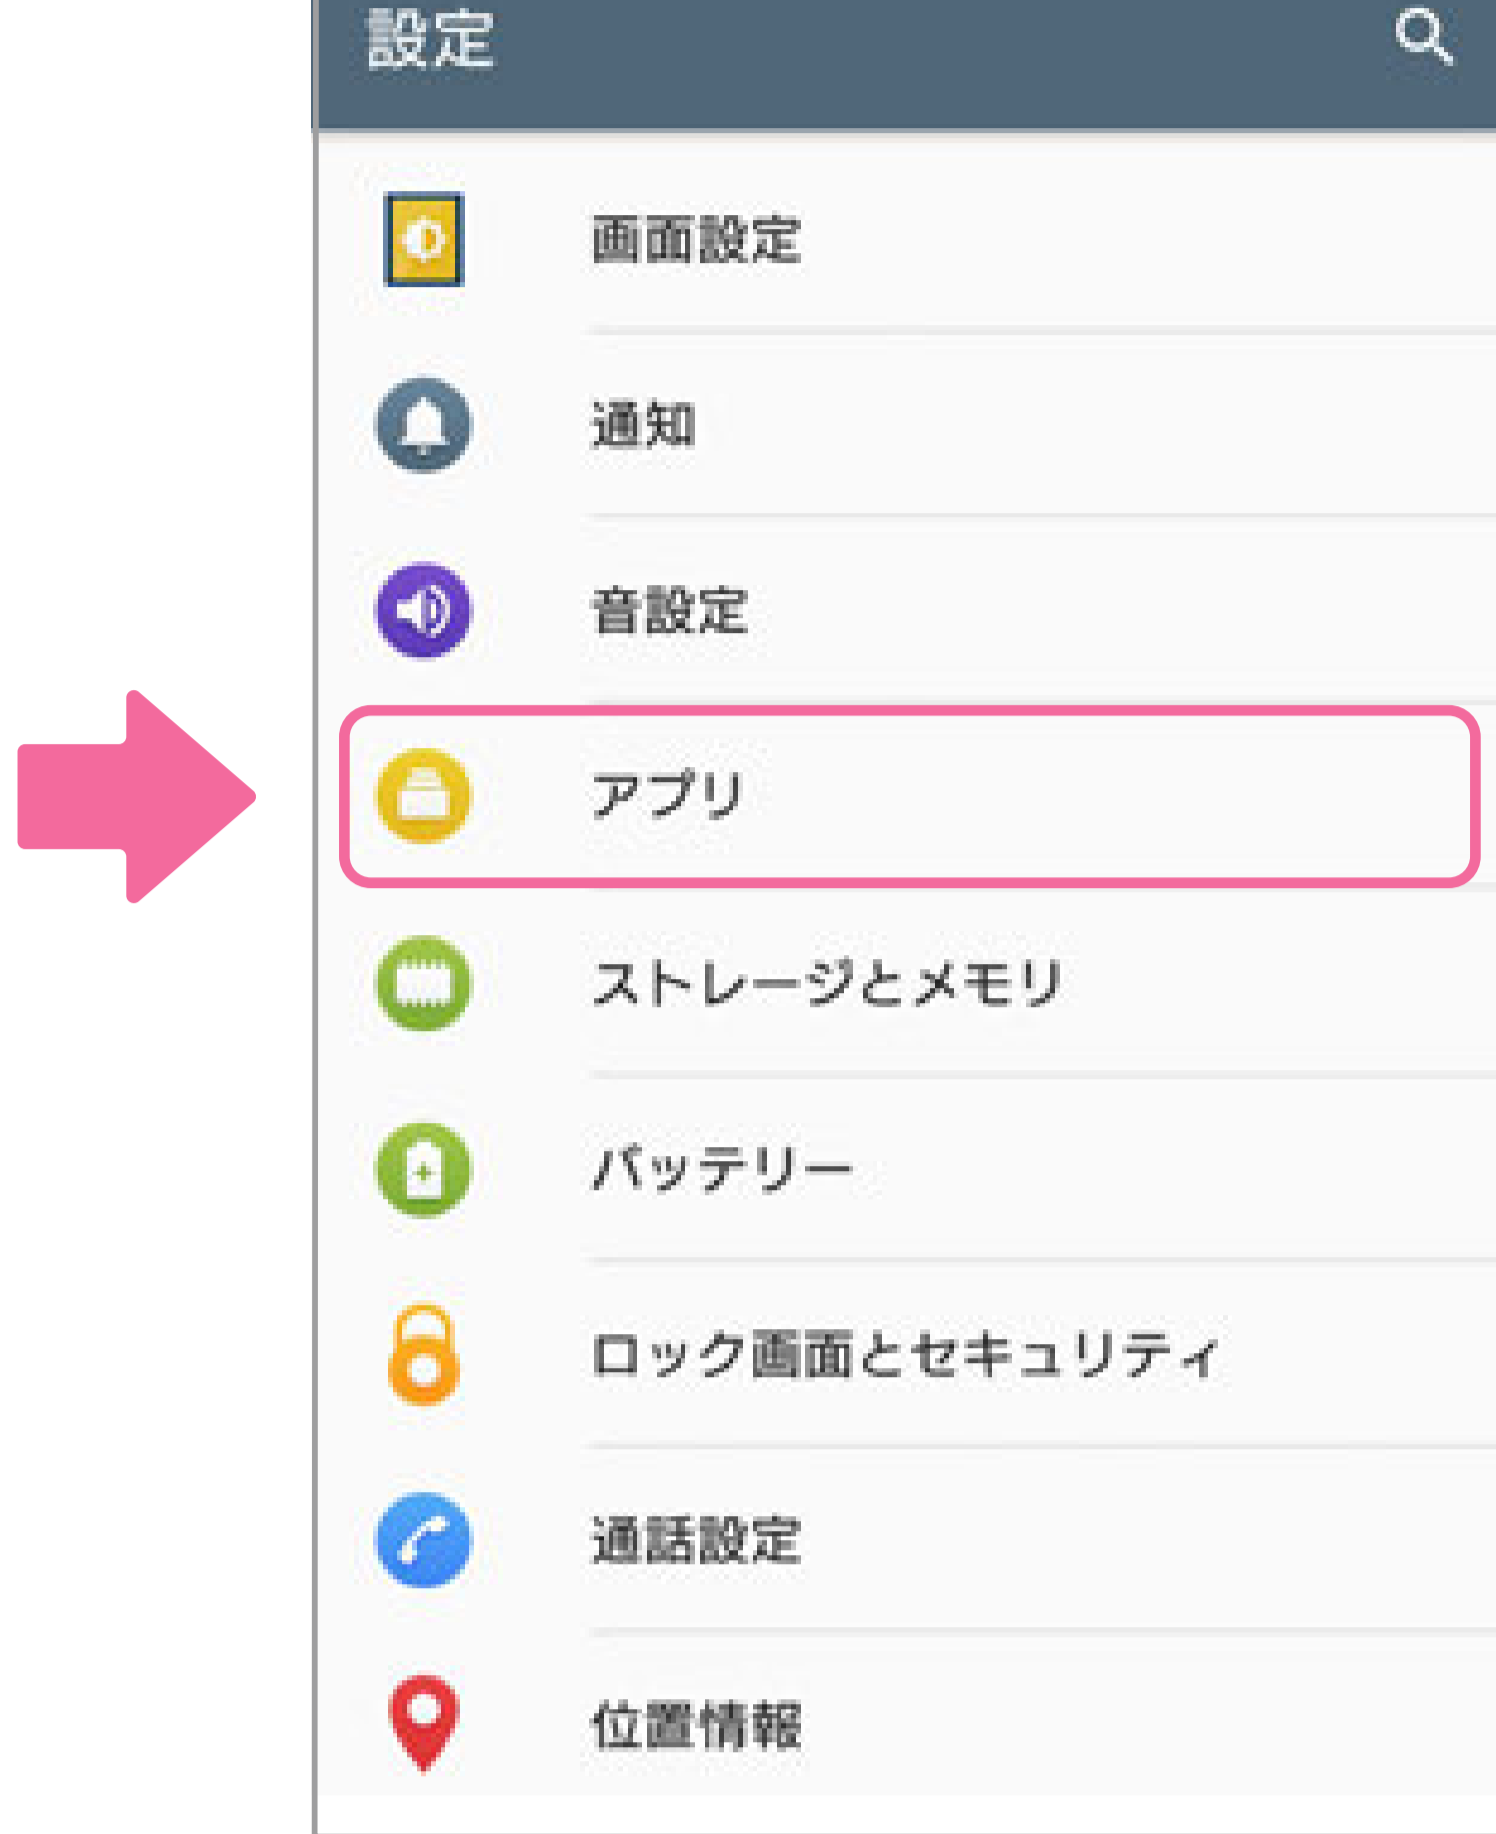 設定
画面設定
通知
音設定
アプリ
ストレージとメモリ
バッテリー
ロック画面とセキュリティ
通話設定
位置情報